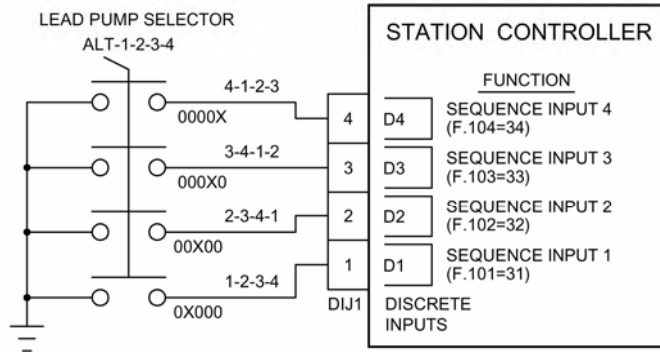 LEAD PUMP SELECTOR
ALT-1-2-3-4
STATION CONTROLLER
FUNCTION
4-1-2-3
0000X
4
D4
SEQUENCE INPUT 4
(F.104=34)
3-4-1-2
000X0
3
D3
SEQUENCE INPUT 3
(F.103=33)
2-3-4-1
00X00
2
D2
SEQUENCE INPUT 2
(F.102=32)
1-2-3-4
0X000
1
D1
SEQUENCE INPUT 1
(F.101=31)
DIJ1
DISCRETE
INPUTS